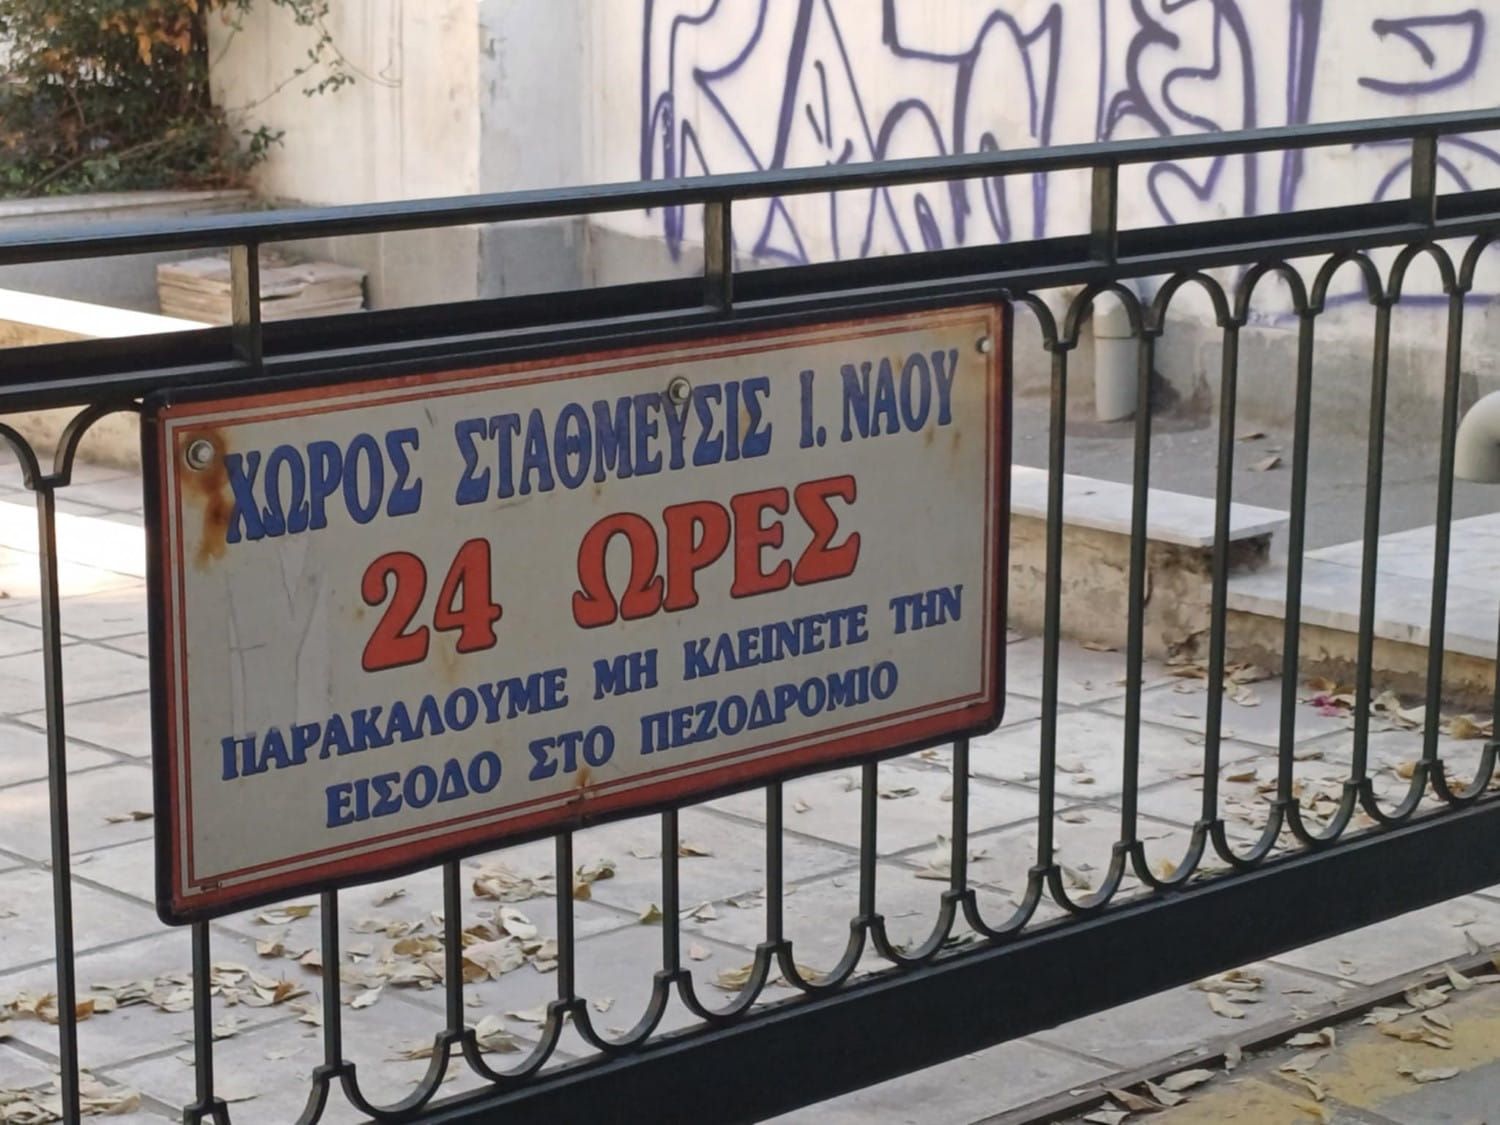 ΧΩΡΟΣ ΣΤΑΘΜΕΥΣΙΣ Ι. ΝΑΟΥ
24 ΩΡΕΣ
ΠΑΡΑΚΑΛΟΥΜΕ ΜΗ ΚΛΕΙΝΕΤΕ ΤΗΝ
ΕΙΣΟΔΟ ΣΤΟ ΠΕΖΟΔΡΟΜΙΟ